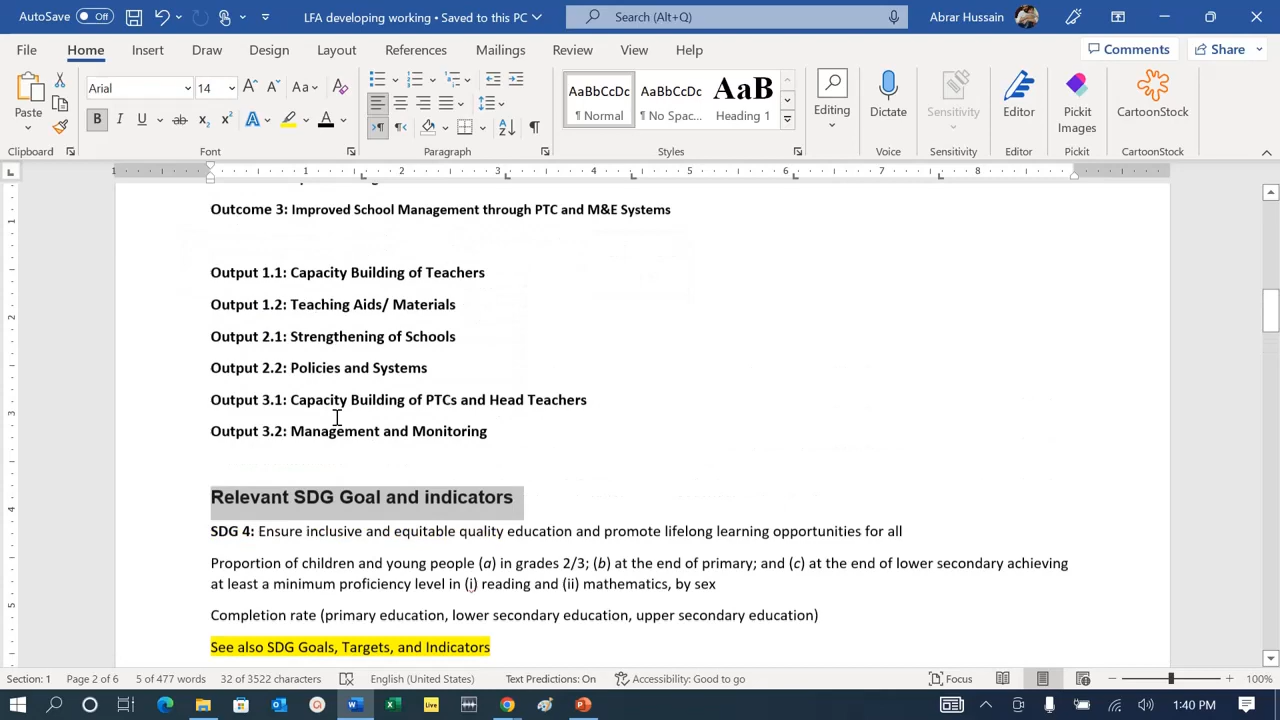 AutoSave Off LFA developing working • Saved to this PC Search (Alt+Q) Abrar Hussain
File Home Insert Draw Design Layout References Mailings Review View Help Comments Share
Paste Arial 14 Aa AaBbCcDc AaBbCcDc AaB Editing Dictate Sensitivity Editor Pickit Images CartoonStock
¶ Normal ¶ No Spac... Heading 1
Clipboard Font Paragraph Styles Voice Sensitivity Editor Pickit CartoonStock
1 1 2 3 4 5 6 7
Outcome 3: Improved School Management through PTC and M&E Systems
Output 1.1: Capacity Building of Teachers
Output 1.2: Teaching Aids/ Materials
Output 2.1: Strengthening of Schools
Output 2.2: Policies and Systems
Output 3.1: Capacity Building of PTCs and Head Teachers
Output 3.2: Management and Monitoring
Relevant SDG Goal and indicators
SDG 4: Ensure inclusive and equitable quality education and promote lifelong learning opportunities for all
Proportion of children and young people (a) in grades 2/3; (b) at the end of primary; and (c) at the end of lower secondary achieving
at least a minimum proficiency level in (i) reading and (ii) mathematics, by sex
Completion rate (primary education, lower secondary education, upper secondary education)
See also SDG Goals, Targets, and Indicators
Section: 1 Page 2 of 6 5 of 477 words 32 of 3522 characters English (United States) Text Predictions: On Accessibility: Good to go Focus 100%
1:40 PM